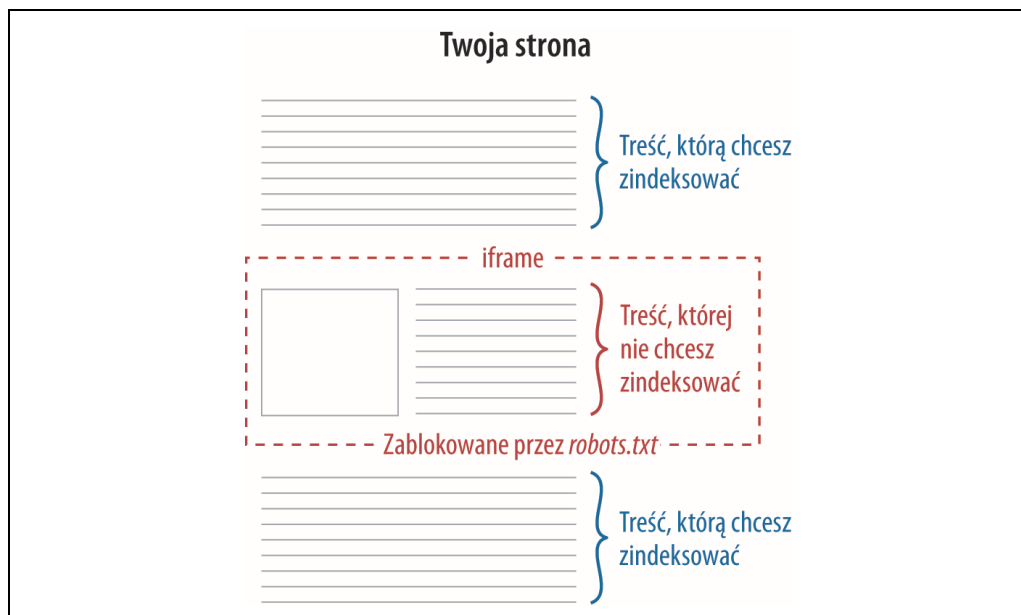 Twoja strona
Treść, którą chcesz
zindeksować
iframe
Treść, której
nie chcesz
zindeksować
Zablokowane przez robots.txt
Treść, którą chcesz
zindeksować